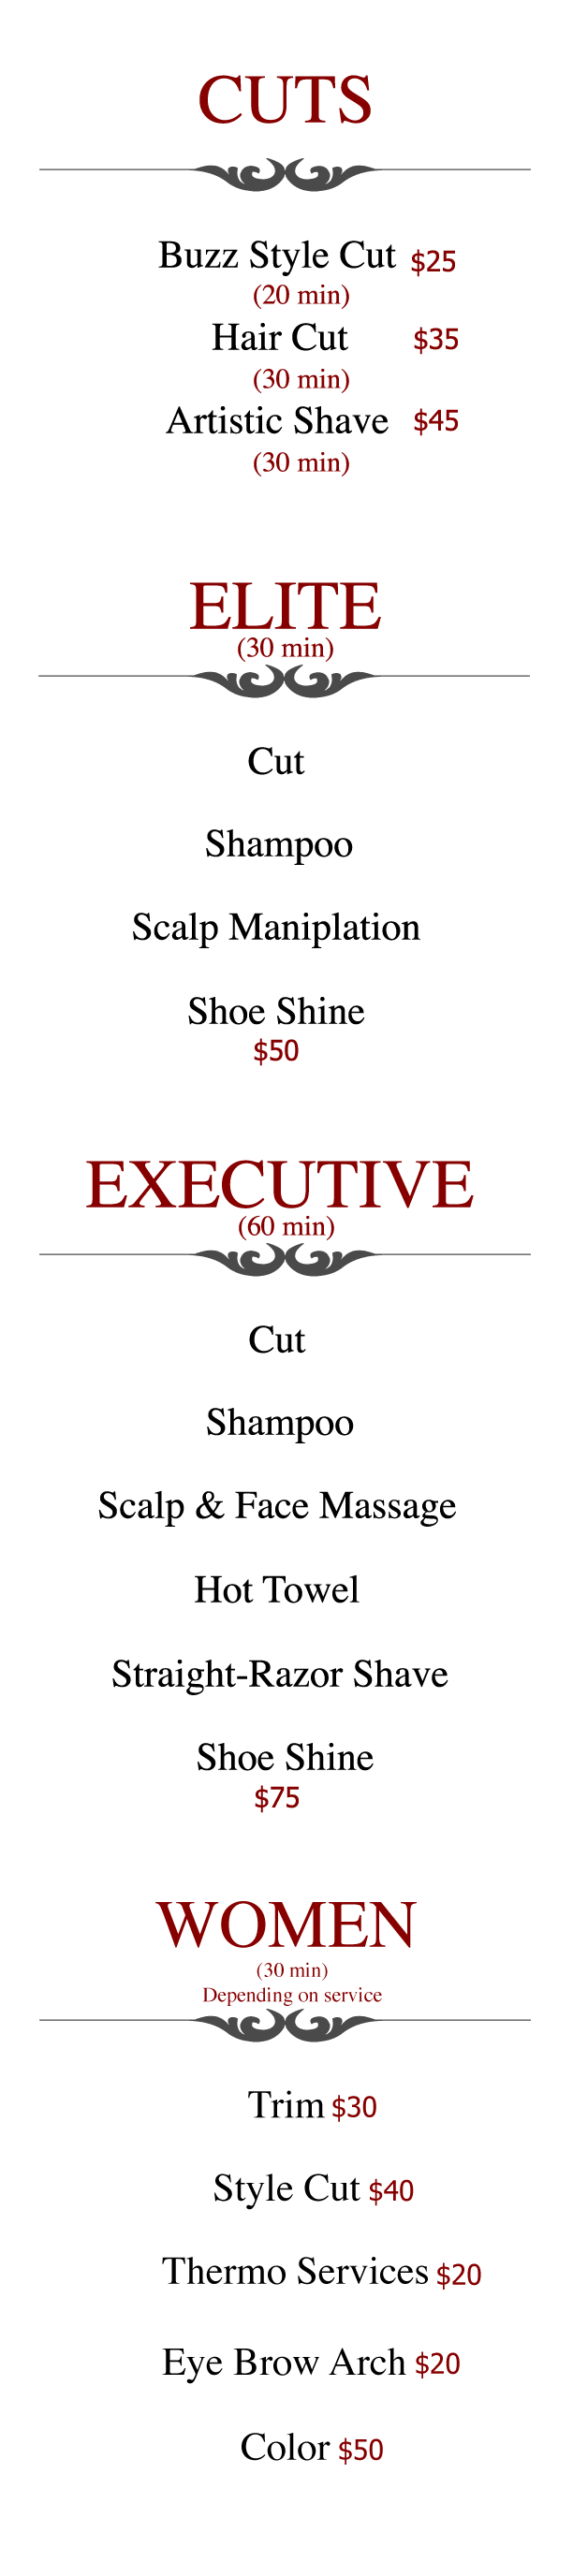 CUTS
Buzz Style Cut $25
(20 min)
Hair Cut $35
(30 min)
Artistic Shave $45
(30 min)
ELITE
(30 min)
Cut
Shampoo
Scalp Maniplation
Shoe Shine
$50
EXECUTIVE
(60 min)
Cut
Shampoo
Scalp & Face Massage
Hot Towel
Straight-Razor Shave
Shoe Shine
$75
WOMEN
(30 min)
Depending on service
Trim $30
Style Cut $40
Thermo Services $20
Eye Brow Arch $20
Color $50